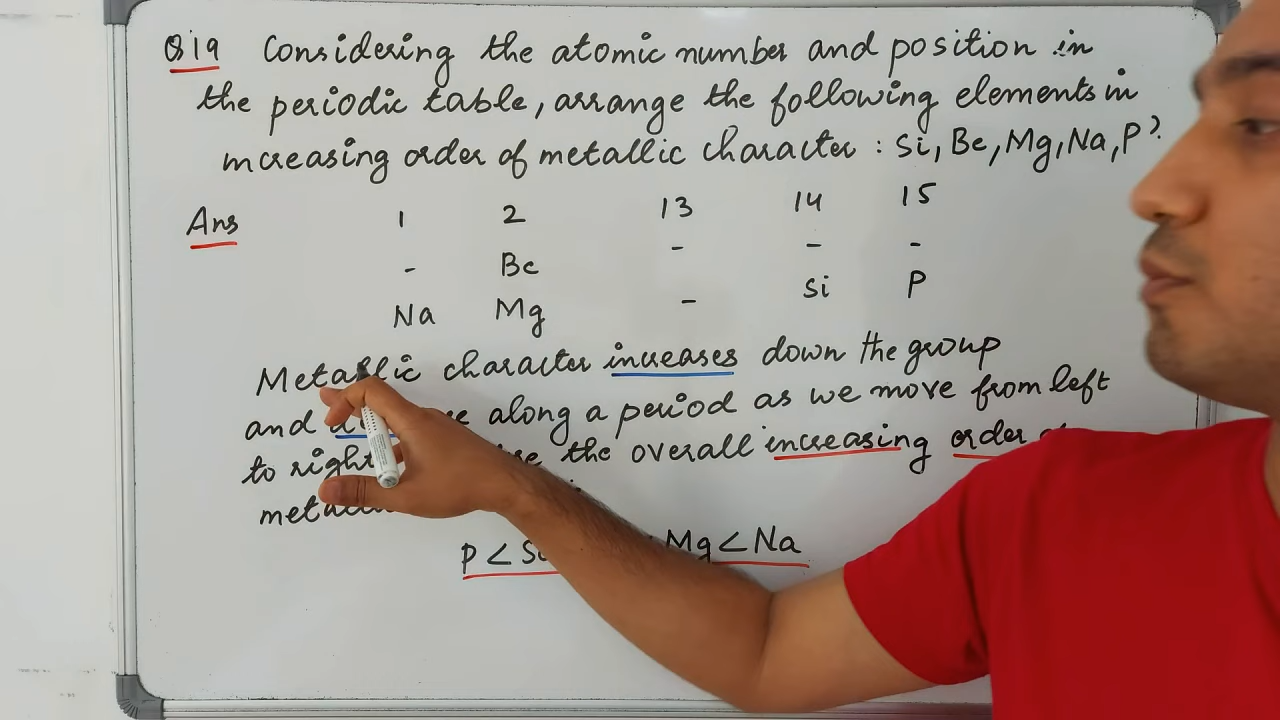 Q19 Considering the atomic number and position in
the periodic table, arrange the following elements in
increasing order of metallic character : Si, Be, Mg, Na, P ?
Ans 1 2 13 14 15
- Be - - -
Na Mg - Si P
Metallic character increases down the group
and along a period as we move from left
to right the overall increasing order
P < Si Mg < Na